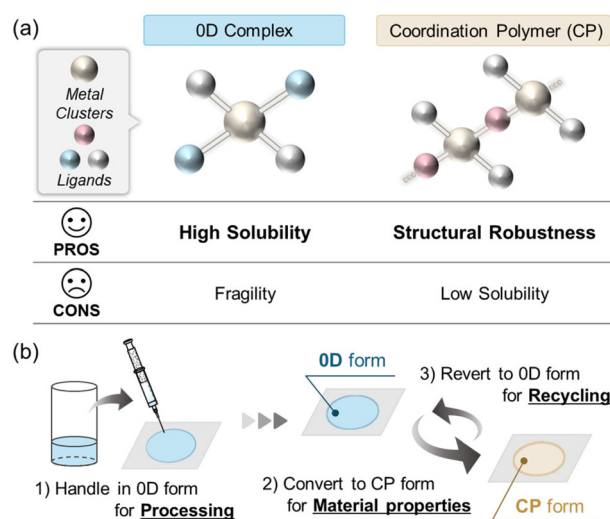 (a)
0D Complex
Coordination Polymer (CP)
Metal
Clusters
Ligands
PROS
High Solubility
Structural Robustness
CONS
Fragility
Low Solubility
(b)
0D form
3) Revert to 0D form
for Recycling
1) Handle in 0D form
for Processing
2) Convert to CP form
for Material properties
CP form